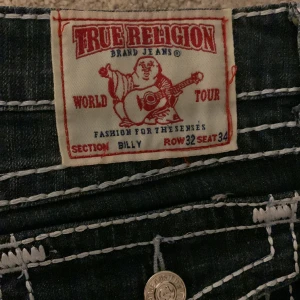 TRUE RELIGION
BRAND JEANS®
WORLD TOUR
FASHION FOR THE SENSES
SECTION BILLY ROW 32 SEAT 34